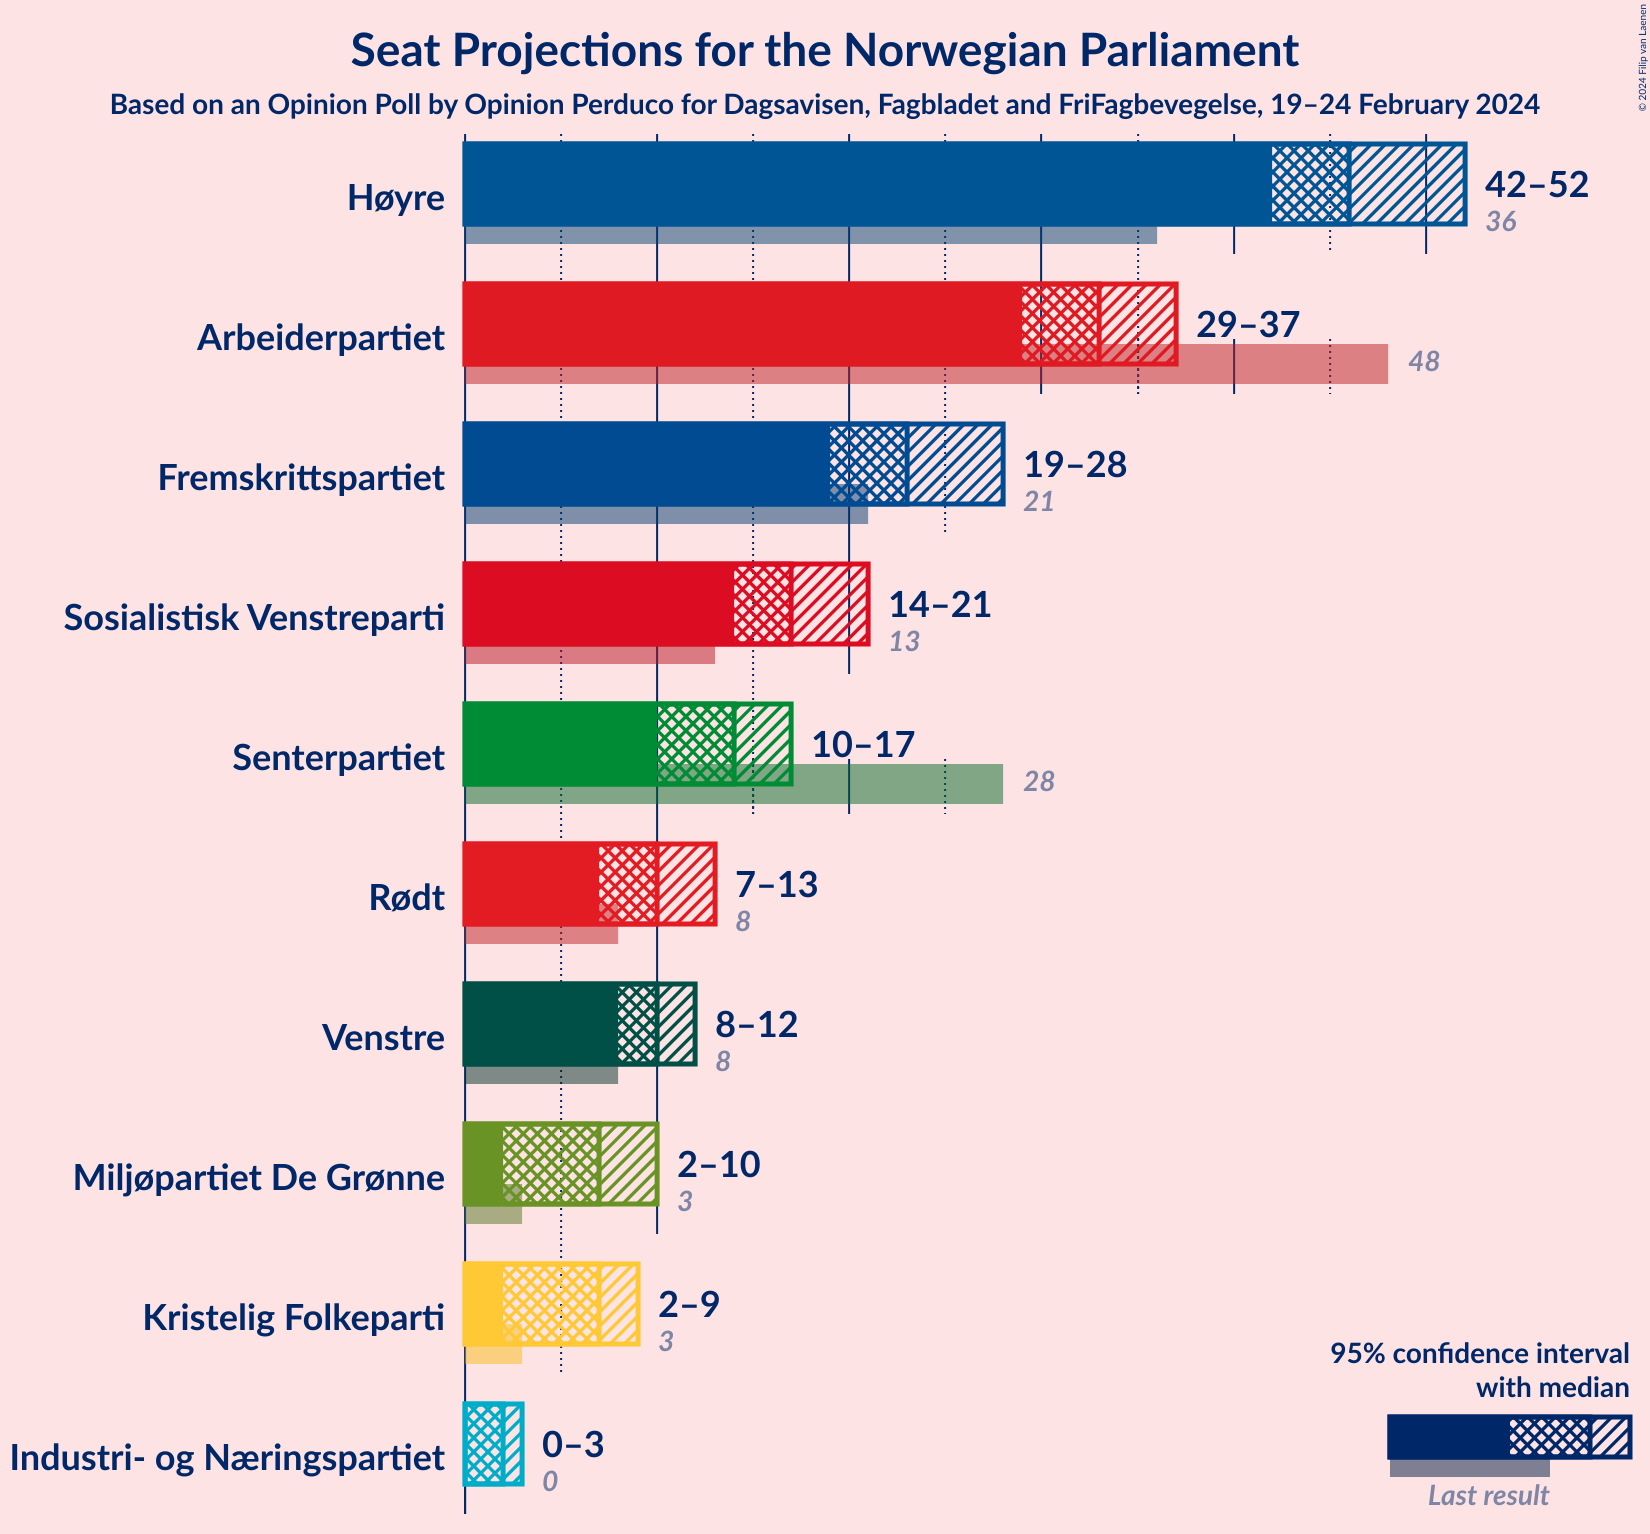 Seat Projections for the Norwegian Parliament
Based on an Opinion Poll by Opinion Perduco for Dagsavisen, Fagbladet and FriFagbevegelse, 19–24 February 2024
© 2024 Filip van Laenen
Høyre
42–52
36
Arbeiderpartiet
29–37
48
Fremskrittspartiet
19–28
21
Sosialistisk Venstreparti
14–21
13
Senterpartiet
10–17
28
Rødt
7–13
8
Venstre
8–12
8
Miljøpartiet De Grønne
2–10
3
Kristelig Folkeparti
2–9
3
Industri- og Næringspartiet
0–3
0
95% confidence interval
with median
Last result